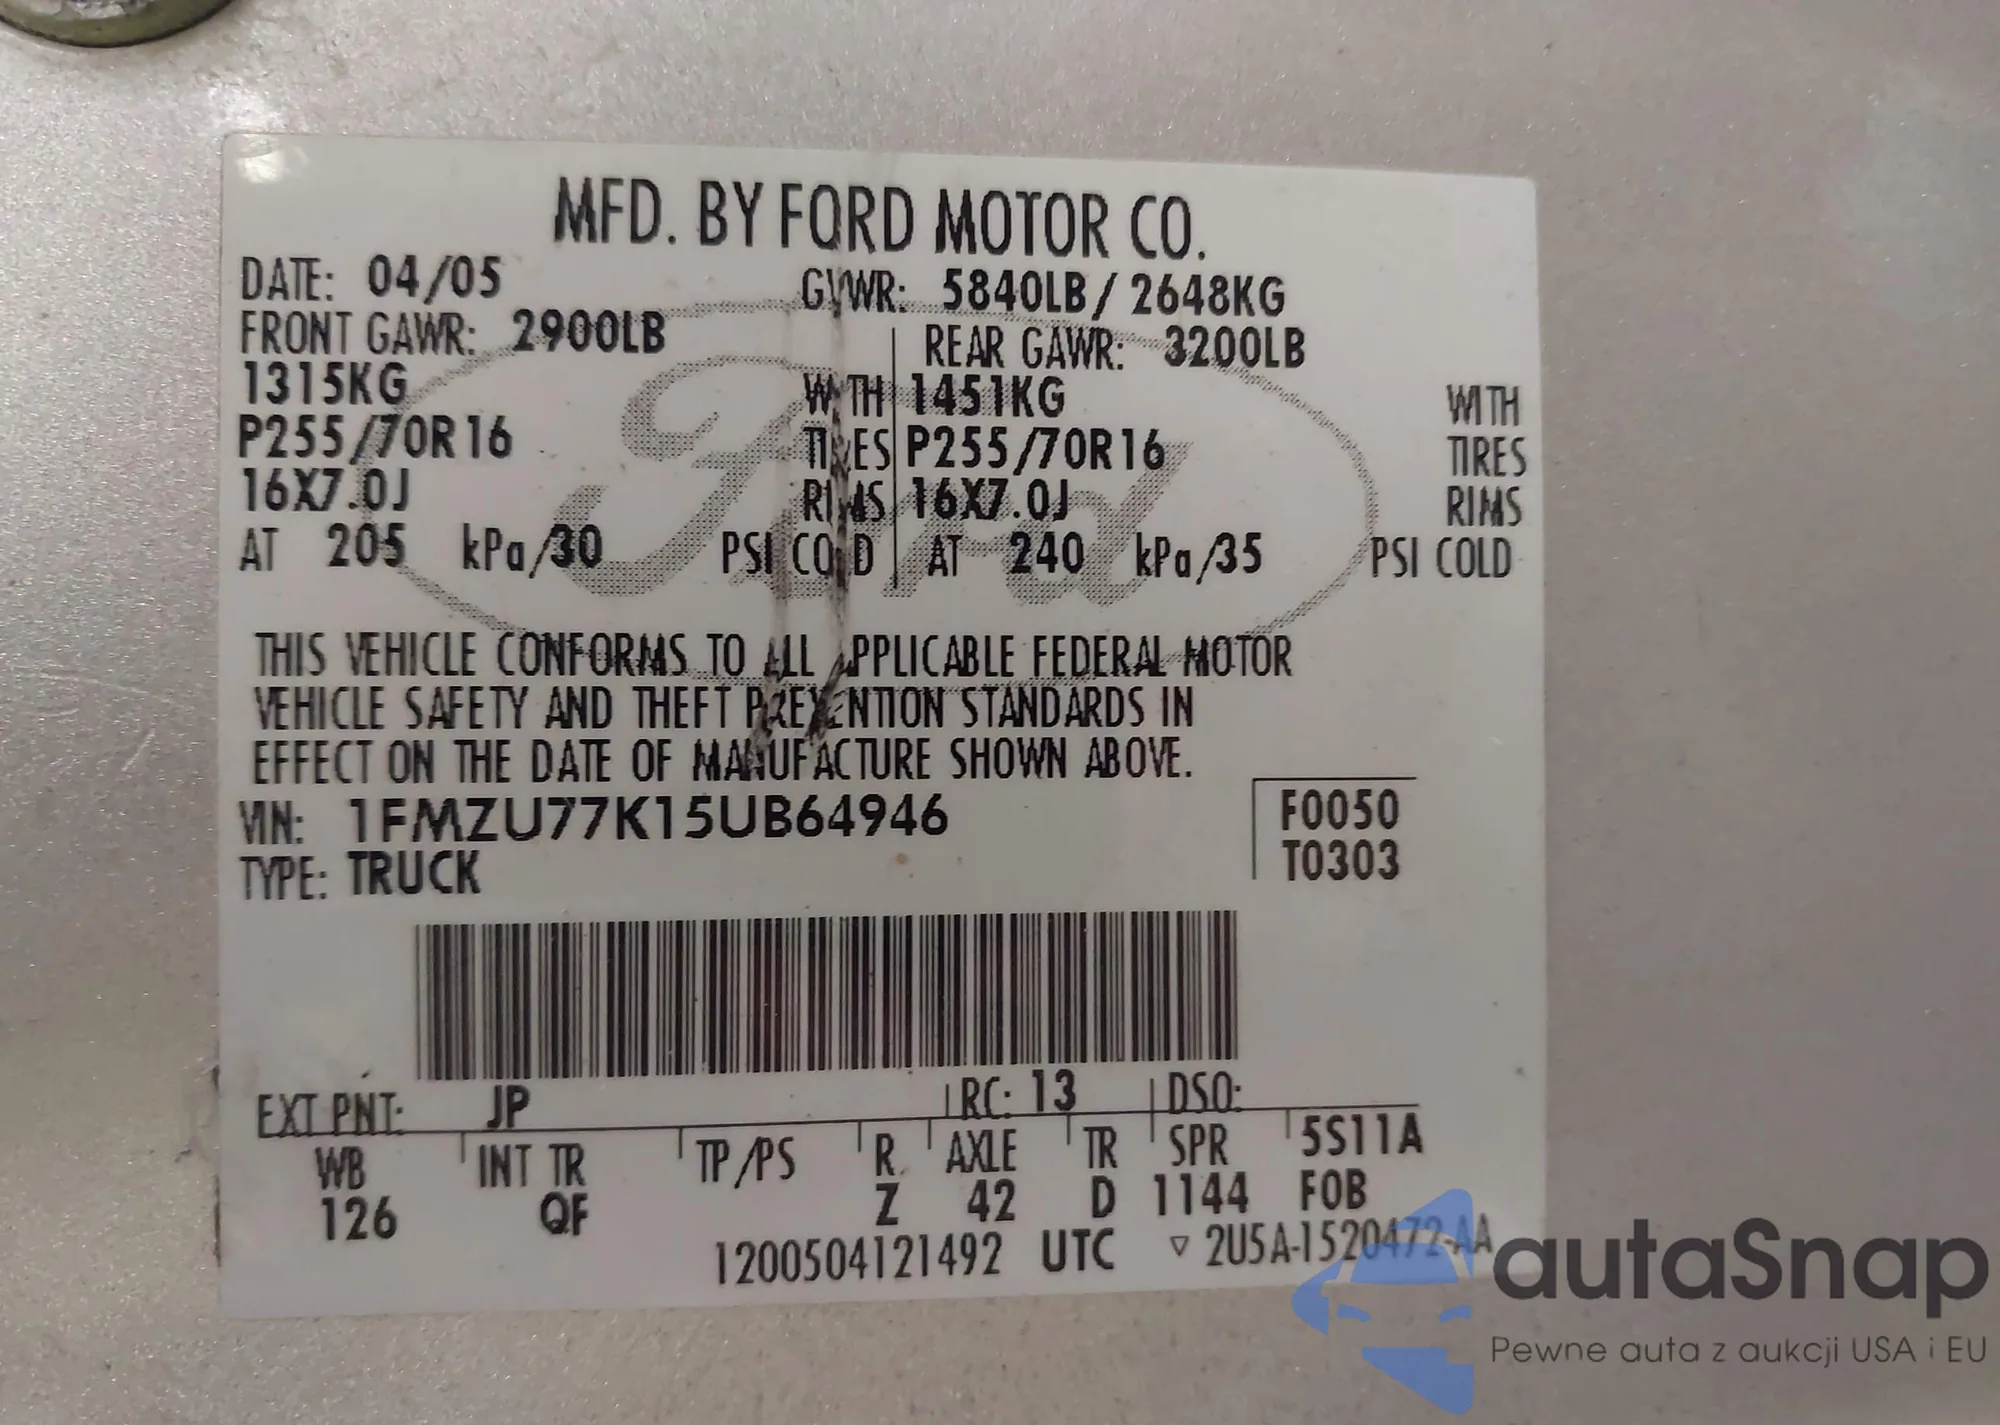 MFD. BY FORD MOTOR CO.
DATE: 04/05 GVWR: 5840LB / 2648KG
FRONT GAWR: 2900LB REAR GAWR: 3200LB
1315KG WITH 1451KG WITH
P255/70R16 TIRES P255/70R16 TIRES
16X7.0J RIMS 16X7.0J RIMS
AT 205 kPa/30 PSI COLD AT 240 kPa/35 PSI COLD
THIS VEHICLE CONFORMS TO ALL APPLICABLE FEDERAL MOTOR
VEHICLE SAFETY AND THEFT PREVENTION STANDARDS IN
EFFECT ON THE DATE OF MANUFACTURE SHOWN ABOVE.
VIN: 1FMZU77K15UB64946 F0050
TYPE: TRUCK T0303
Ford
EXT PNT: JP RC: 13 DSO:
WB INT TR TP/PS R AXLE TR SPR 5S11A
126 QF Z 42 D 1144 FOB
1200504121492 UTC ▽ 2U5A-1520472-AA
autaSnap
Pewne auta z aukcji USA i EU